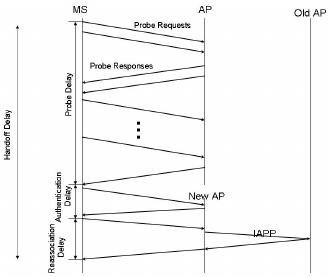 MS
AP
Old AP
Probe Requests
Probe Responses
Probe Delay
Handoff Delay
Authentication
Delay
New AP
IAPP
Reassociation
Delay